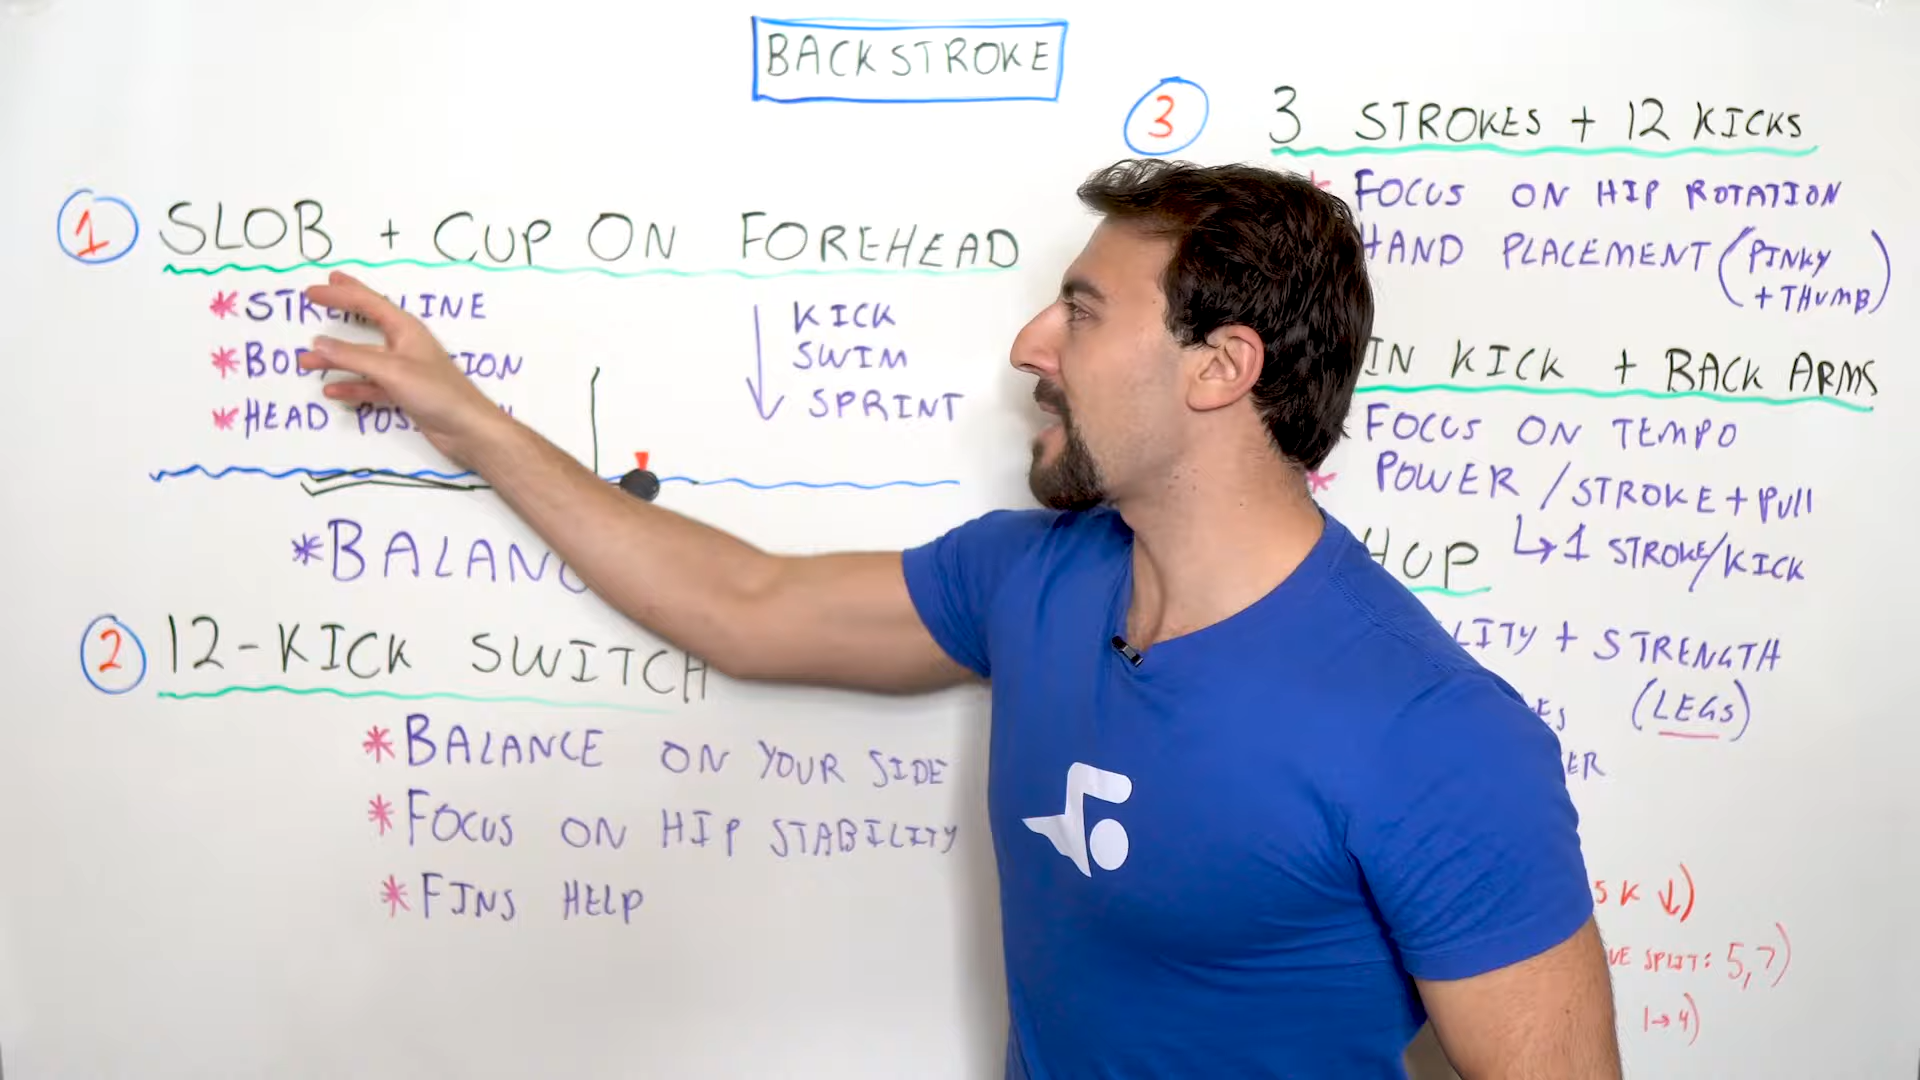 BACKSTROKE
1 SLOB + CUP ON FOREHEAD
* STREAMLINE
* BODY POSITION
* HEAD POSITION
KICK
SWIM
SPRINT
* BALANCE
2 12-KICK SWITCH
* BALANCE ON YOUR SIDE
* FOCUS ON HIP STABILITY
* FINS HELP
3 3 STROKES + 12 KICKS
* FOCUS ON HIP ROTATION
HAND PLACEMENT (PINKY
+ THUMB)
IN KICK + BACK ARMS
FOCUS ON TEMPO
* POWER / STROKE + PULL
↳ 1 STROKE/KICK
LITY + STRENGTH
(LEGS)
5 K ↓)
SPLIT: 5,7)
1→4)